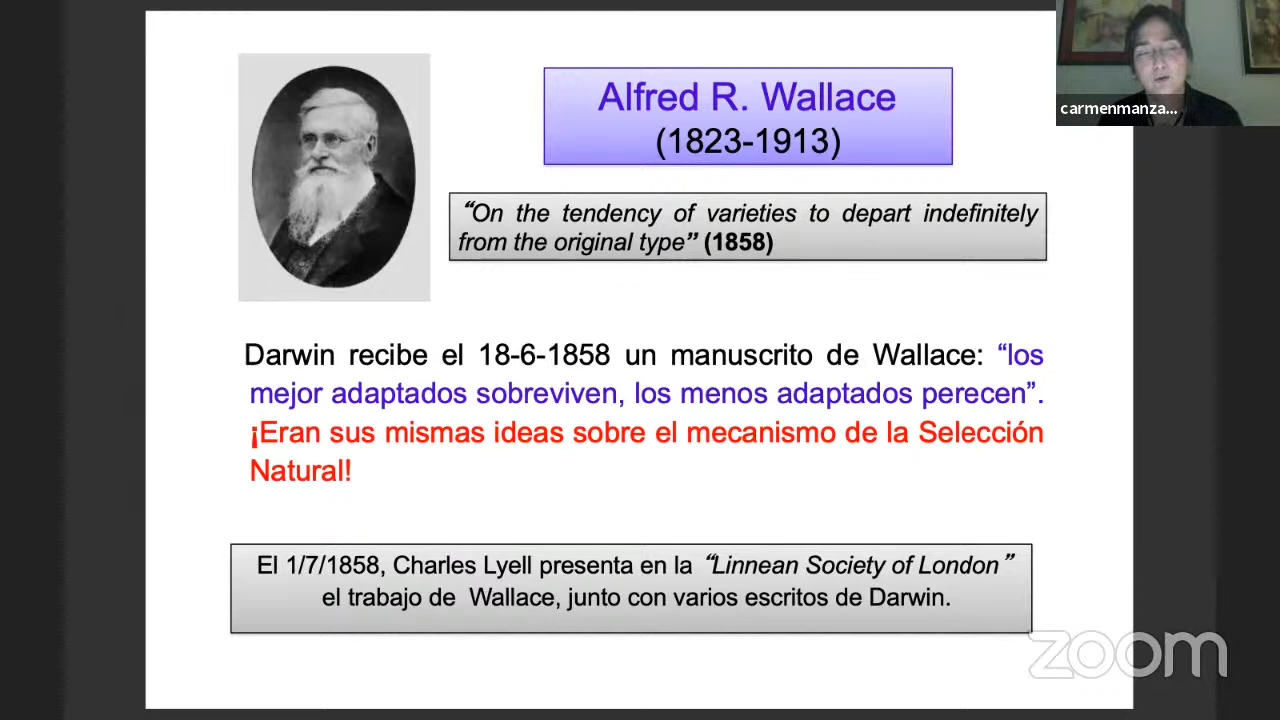 Alfred R. Wallace
(1823-1913)
carmenmanza...
“On the tendency of varieties to depart indefinitely
from the original type” (1858)
Darwin recibe el 18-6-1858 un manuscrito de Wallace: “los
mejor adaptados sobreviven, los menos adaptados perecen”.
¡Eran sus mismas ideas sobre el mecanismo de la Selección
Natural!
El 1/7/1858, Charles Lyell presenta en la “Linnean Society of London”
el trabajo de Wallace, junto con varios escritos de Darwin.
zoom